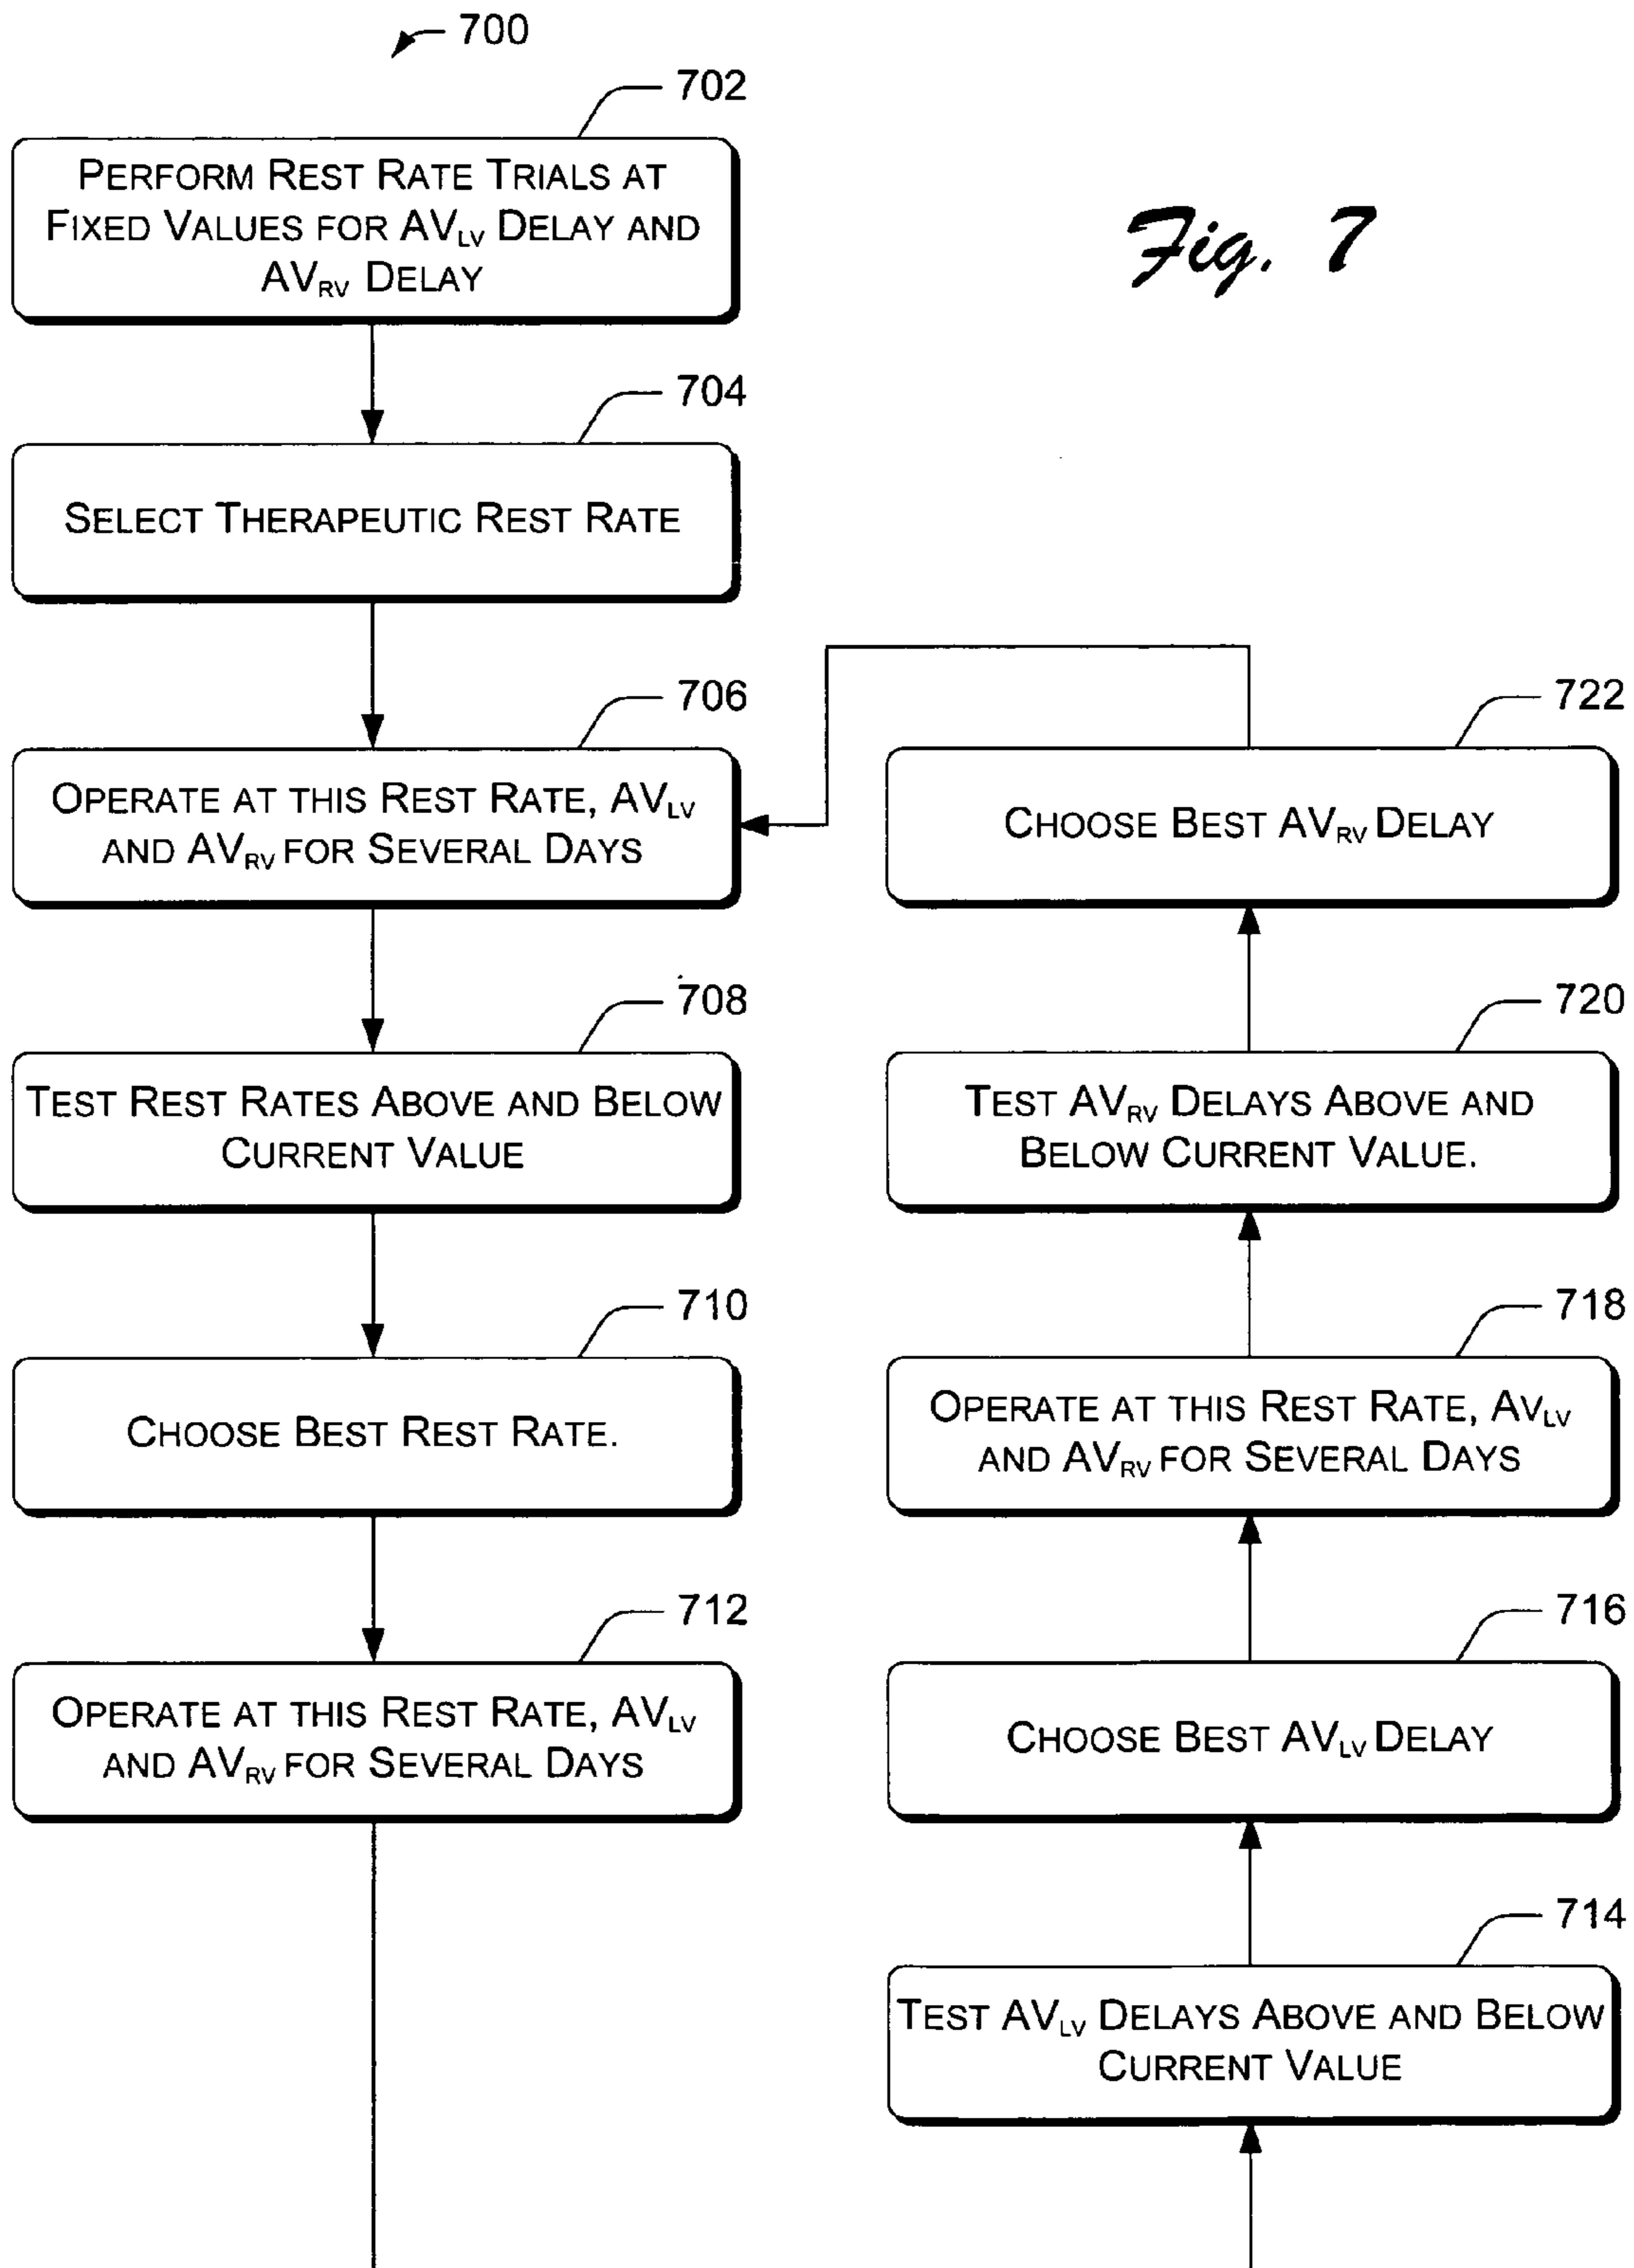 700
702
PERFORM REST RATE TRIALS AT
FIXED VALUES FOR AVLV DELAY AND
AVRV DELAY
Fig. 7
704
SELECT THERAPEUTIC REST RATE
706
OPERATE AT THIS REST RATE, AVLV
AND AVRV FOR SEVERAL DAYS
708
TEST REST RATES ABOVE AND BELOW
CURRENT VALUE
710
CHOOSE BEST REST RATE.
712
OPERATE AT THIS REST RATE, AVLV
AND AVRV FOR SEVERAL DAYS
722
CHOOSE BEST AVRV DELAY
720
TEST AVRV DELAYS ABOVE AND
BELOW CURRENT VALUE.
718
OPERATE AT THIS REST RATE, AVLV
AND AVRV FOR SEVERAL DAYS
716
CHOOSE BEST AVLV DELAY
714
TEST AVLV DELAYS ABOVE AND BELOW
CURRENT VALUE